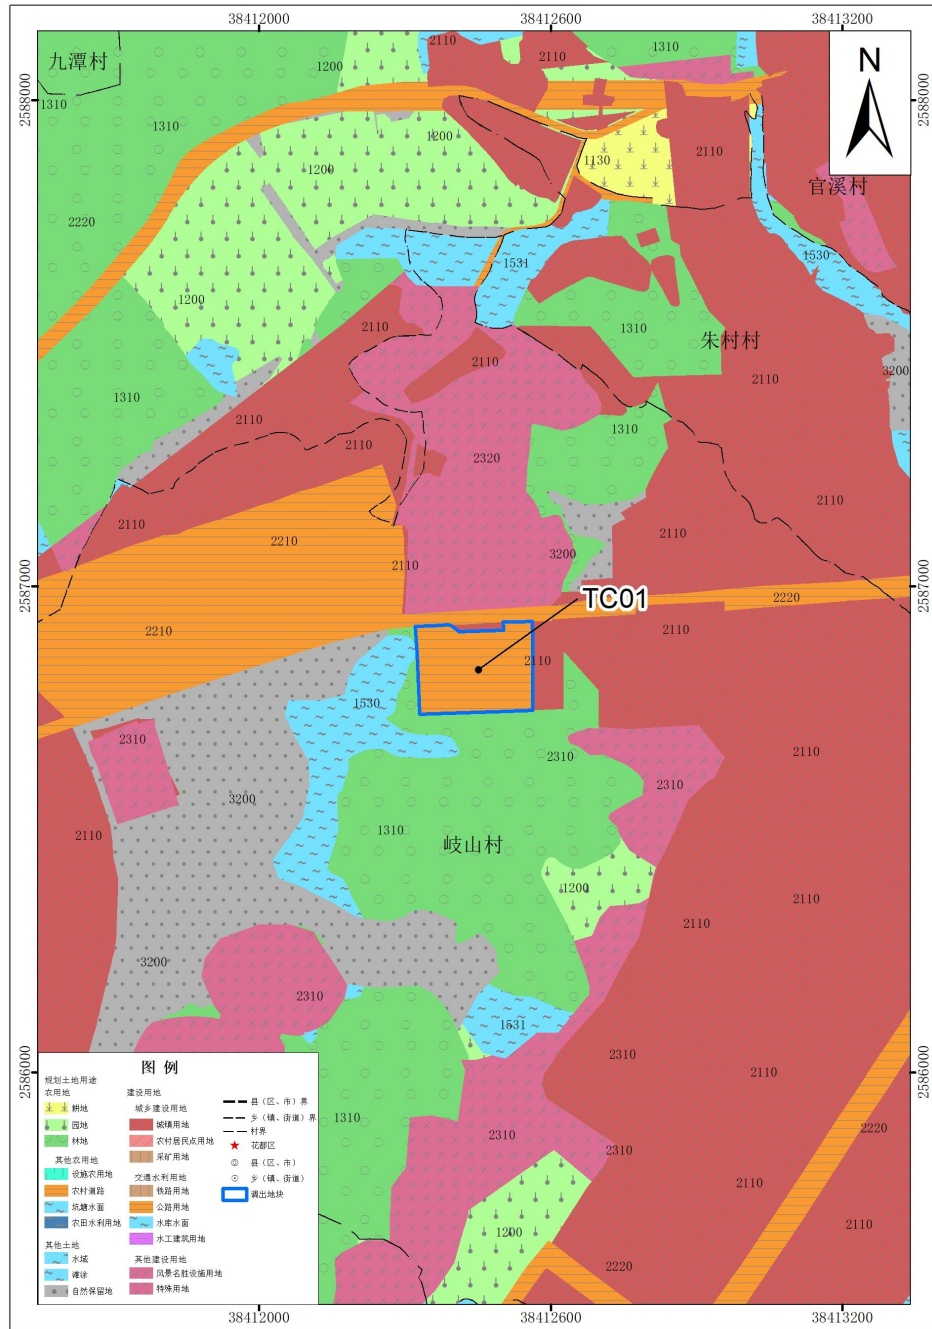 38412000
38412600
38413200
2110
1310
九潭村
1200
2110
N
2588000
2588000
1310
1310
1200
2110
1200
1130
官溪村
2220
1530
1531
1200
2110
1310
朱村村
2110
3200
2110
1310
2110
1310
2110
2320
2110
2110
2110
2210
3200
2110
2587000
2587000
TC01
2220
2210
2110
2110
1530
2310
2310
2110
2310
3200
2110
1310
岐山村
1200
2110
2110
3200
2310
1531
2310
2110
2586000
2586000
1310
2310
2220
2310
2110
2110
1200
2220
图 例
规划土地用途
农用地
耕地
园地
林地
其他农用地
设施农用地
农村道路
坑塘水面
农田水利用地
其他土地
水域
滩涂
自然保留地
建设用地
城乡建设用地
城镇用地
农村居民点用地
采矿用地
交通水利用地
铁路用地
公路用地
水库水面
水工建筑用地
其他建设用地
风景名胜设施用地
特殊用地
县（区、市）界
乡（镇、街道）界
村界
花都区
县（区、市）
乡（镇、街道）
调出地块
38412000
38412600
38413200